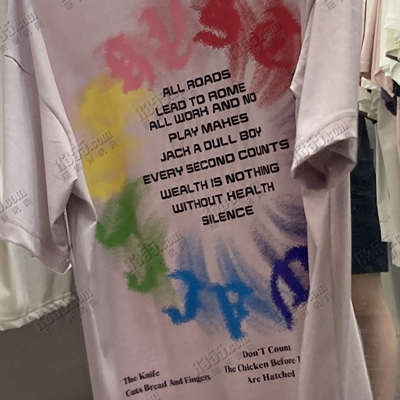 ALL ROADS
LEAD TO ROME
ALL WORK AND NO
PLAY MAKES
JACK A DULL BOY
EVERY SECOND COUNTS
WEALTH IS NOTHING
WITHOUT HEALTH
SILENCE
The Knife
Cuts Bread And Fingers
Don'T Count
The Chicken Before
Are Hatched